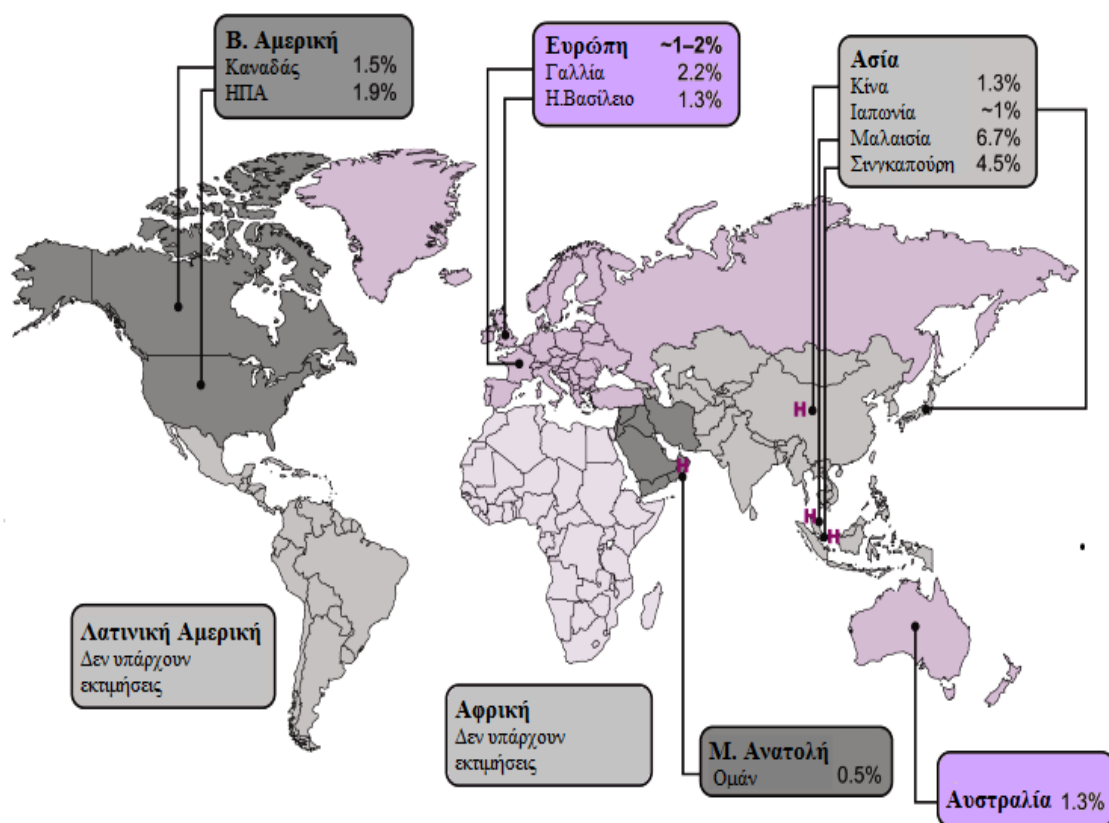 Β. Αμερική
Καναδάς 1.5%
ΗΠΑ 1.9%
Ευρώπη ~1–2%
Γαλλία 2.2%
Η.Βασίλειο 1.3%
Ασία
Κίνα 1.3%
Ιαπωνία ~1%
Μαλαισία 6.7%
Σινγκαπούρη 4.5%
H
H
H
H
Λατινική Αμερική
Δεν υπάρχουν
εκτιμήσεις
Αφρική
Δεν υπάρχουν
εκτιμήσεις
Μ. Ανατολή
Ομάν 0.5%
Αυστραλία 1.3%